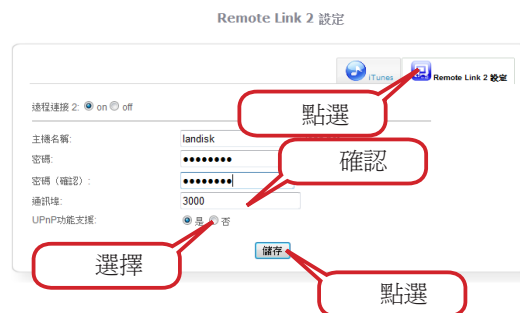 Remote Link 2 設定
iTunes
Remote Link 2 設定
遠程連接 2: on off
點選
主機名稱: landisk
密碼: ●●●●●●●●
確認
密碼（確認）: ●●●●●●●●
通訊埠: 3000
UPnP功能支援: 是 否
選擇
儲存
點選